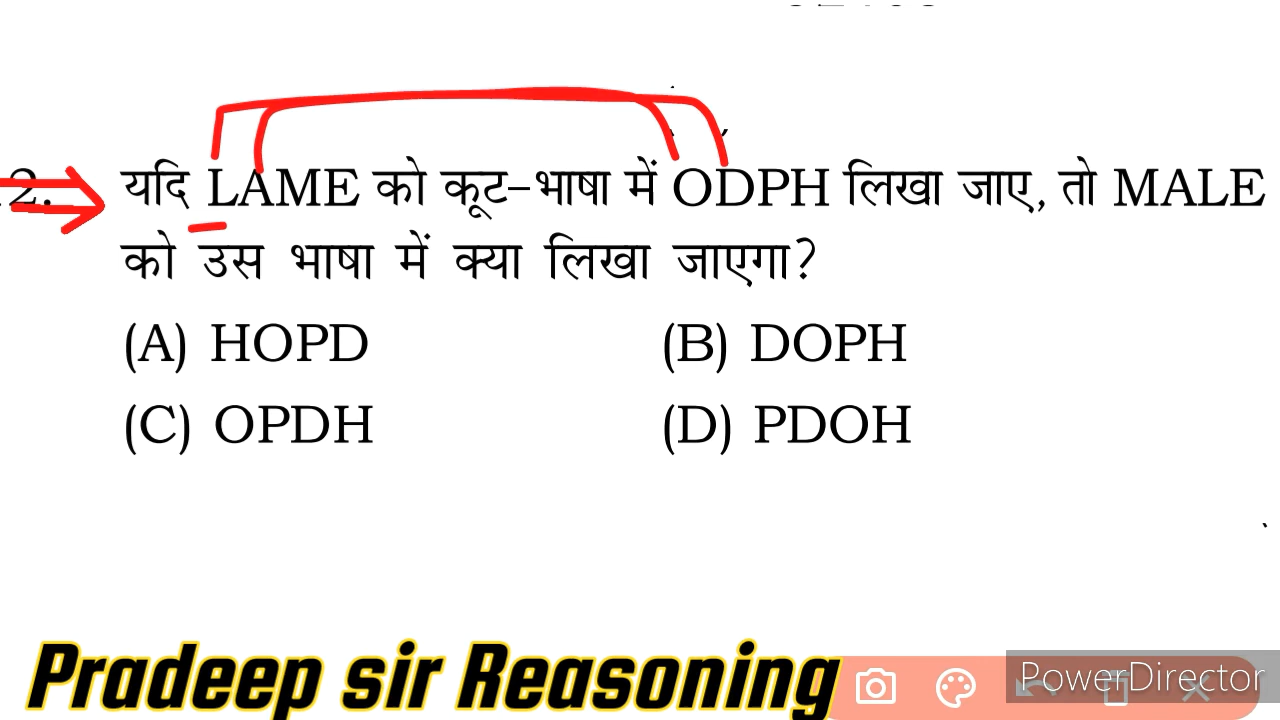 2. यदि LAME को कूट-भाषा में ODPH लिखा जाए, तो MALE
को उस भाषा में क्या लिखा जाएगा?
(A) HOPD (B) DOPH
(C) OPDH (D) PDOH
Pradeep sir Reasoning PowerDirector